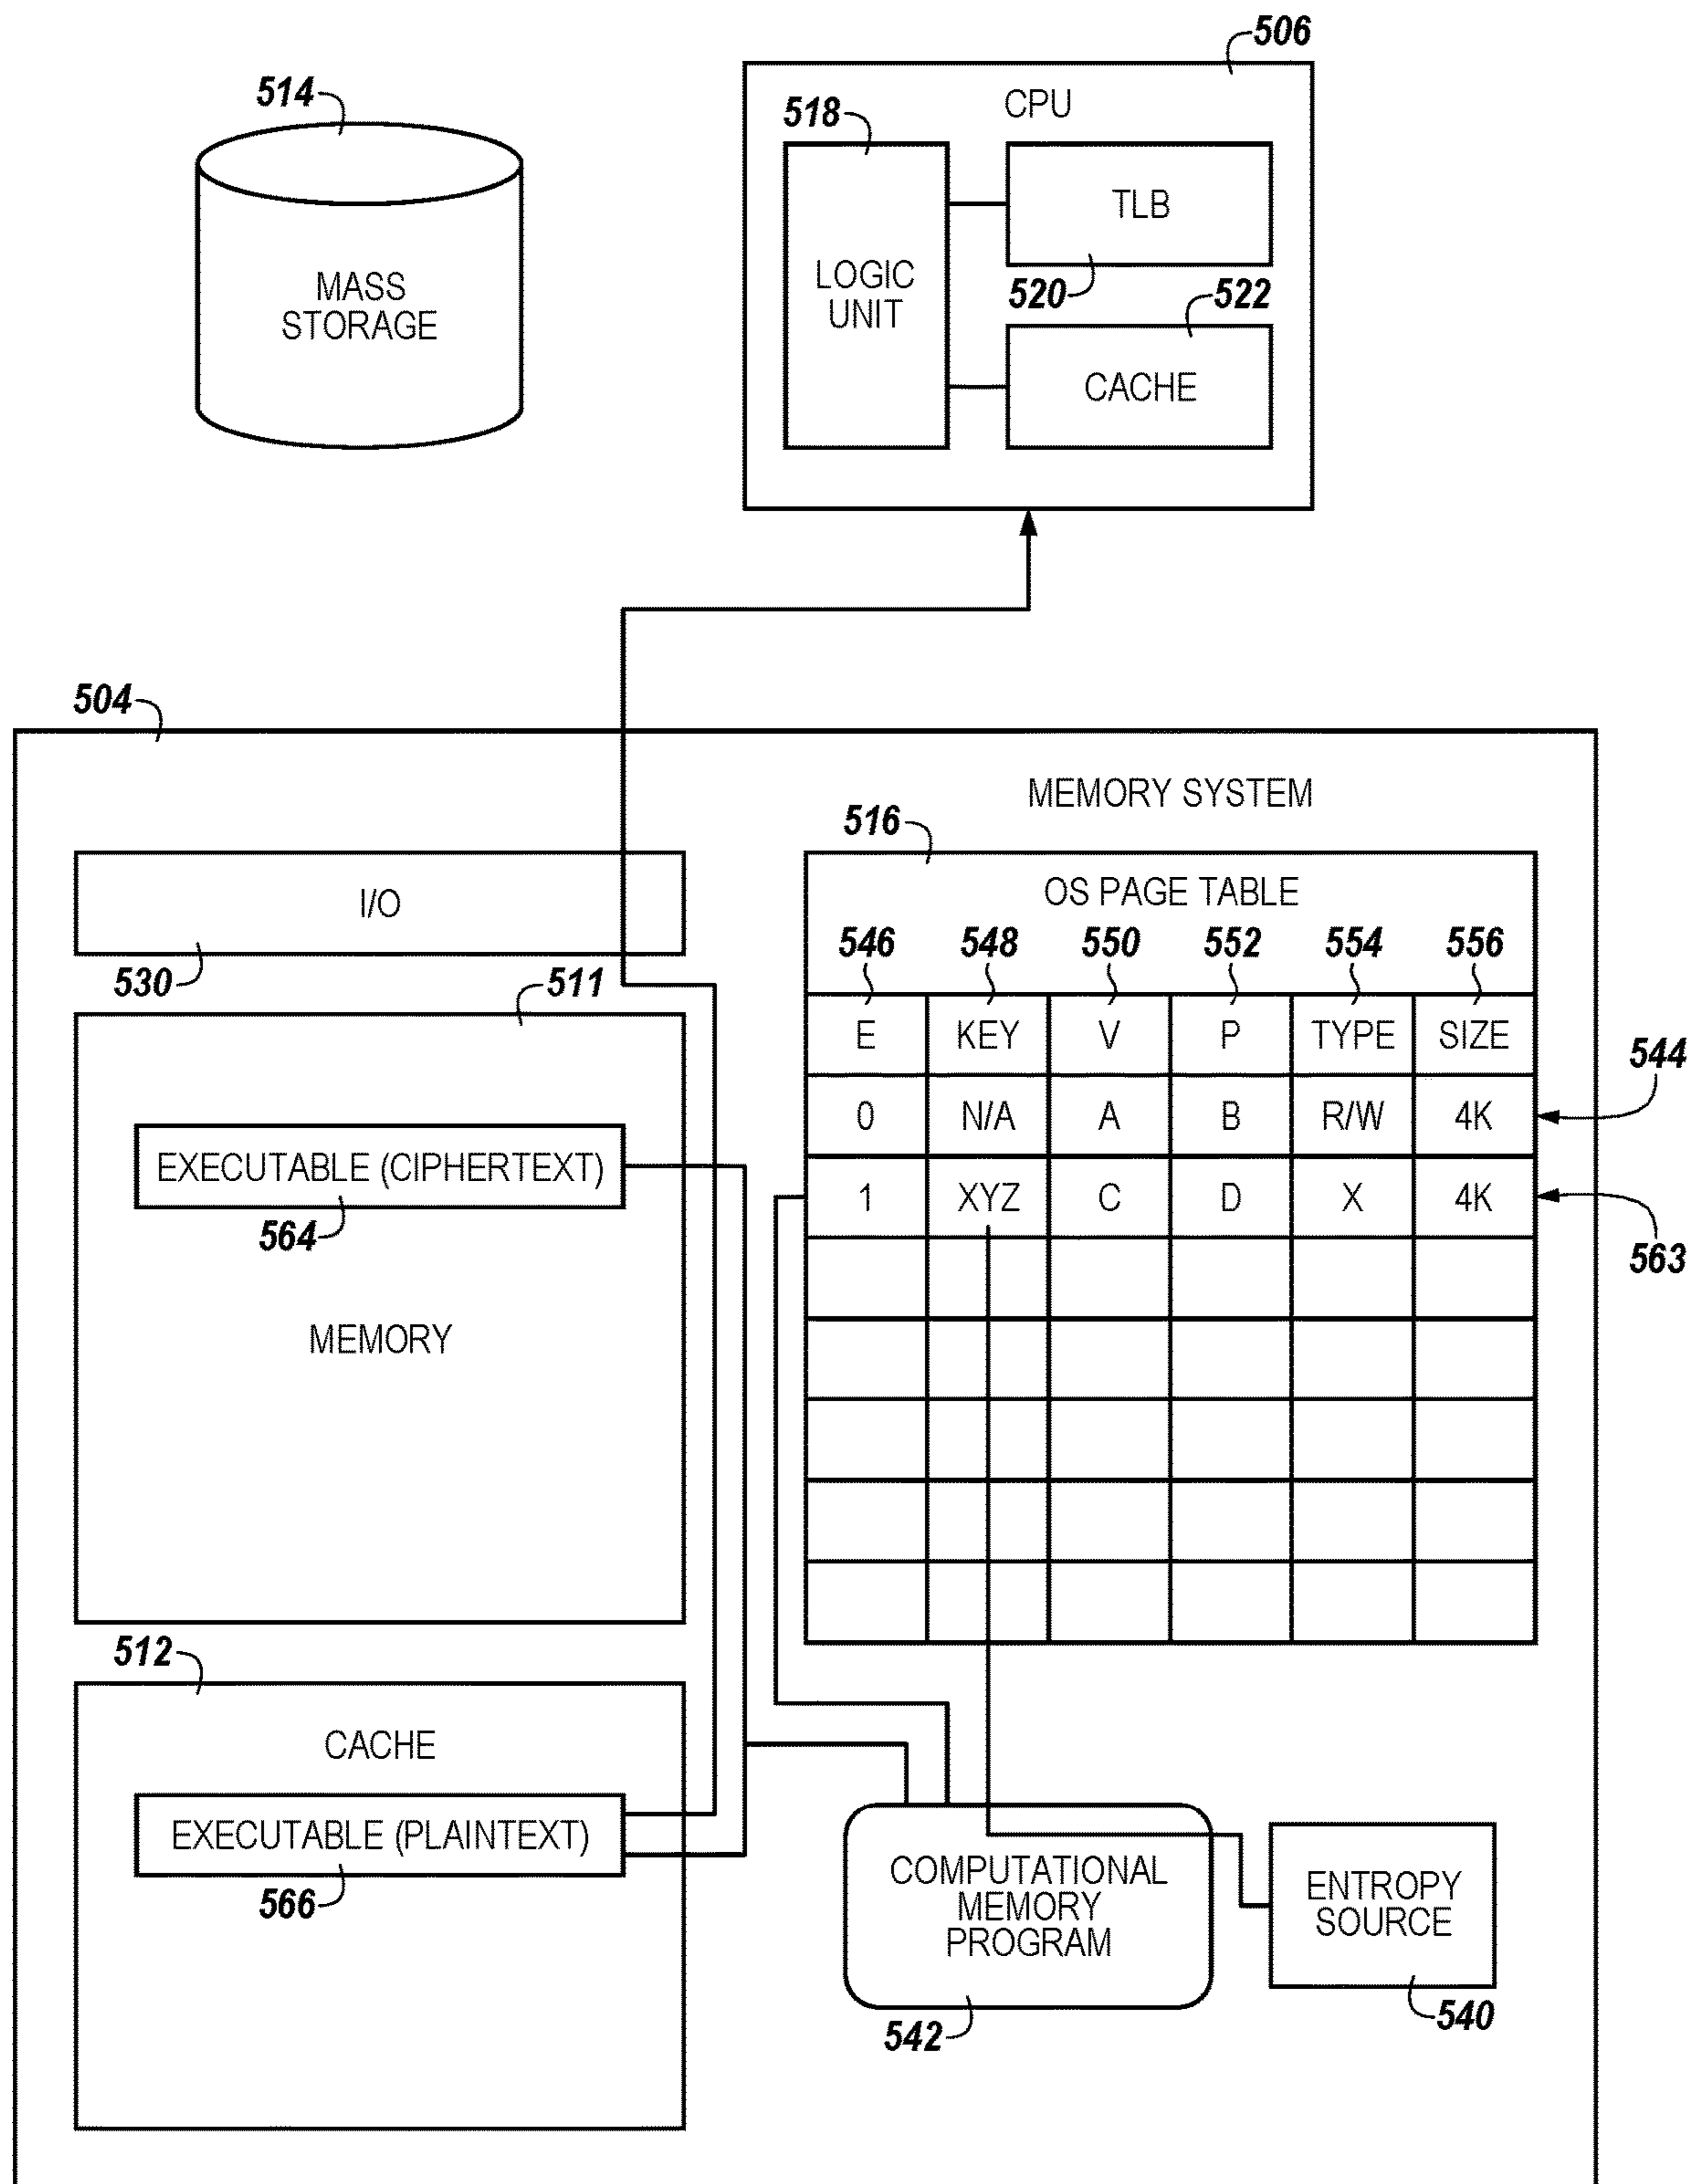 506
514
CPU
518
TLB
LOGIC
UNIT
520
522
CACHE
MASS
STORAGE
504
MEMORY SYSTEM
516
I/O
OS PAGE TABLE
530
511
546 548 550 552 554 556
E KEY V P TYPE SIZE
544
0 N/A A B R/W 4K
EXECUTABLE (CIPHERTEXT)
564
1 XYZ C D X 4K
563
MEMORY
512
CACHE
EXECUTABLE (PLAINTEXT)
566
COMPUTATIONAL
MEMORY
PROGRAM
542
ENTROPY
SOURCE
540